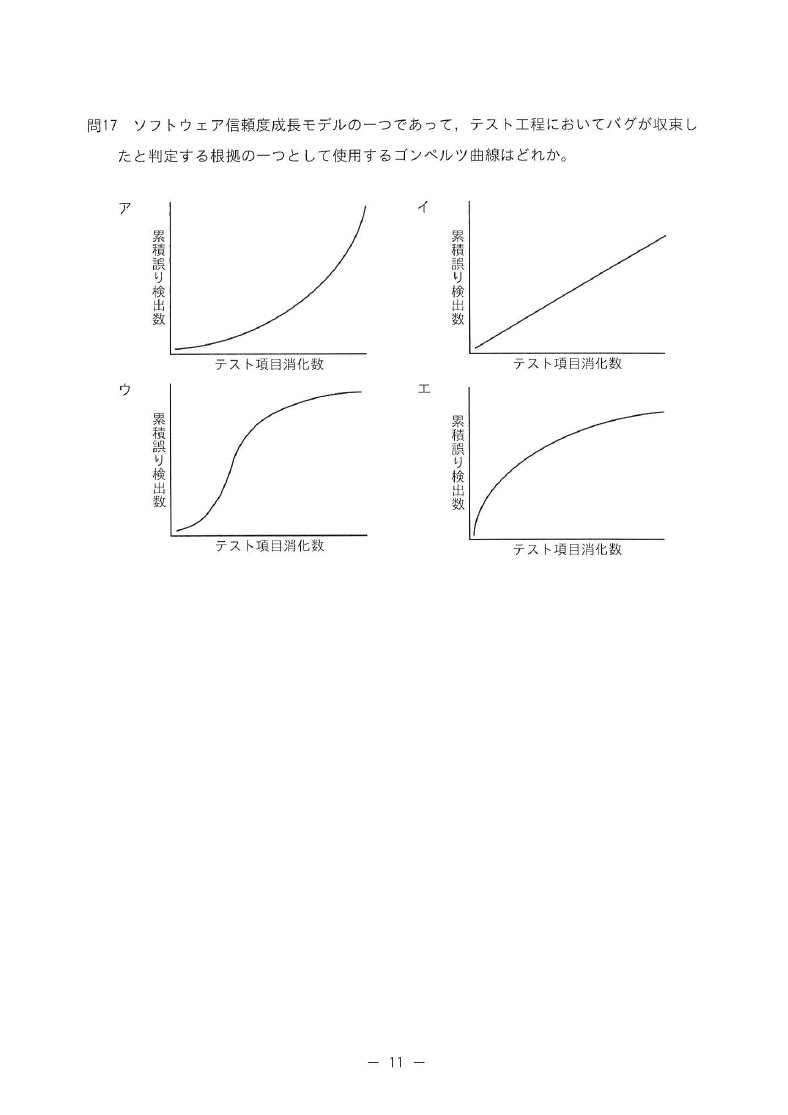 問17　ソフトウェア信頼度成長モデルの一つであって，テスト工程においてバグが収束し
たと判定する根拠の一つとして使用するゴンペルツ曲線はどれか。
ア
累積誤り検出数
テスト項目消化数
イ
累積誤り検出数
テスト項目消化数
ウ
累積誤り検出数
テスト項目消化数
エ
累積誤り検出数
テスト項目消化数
― 11 ―